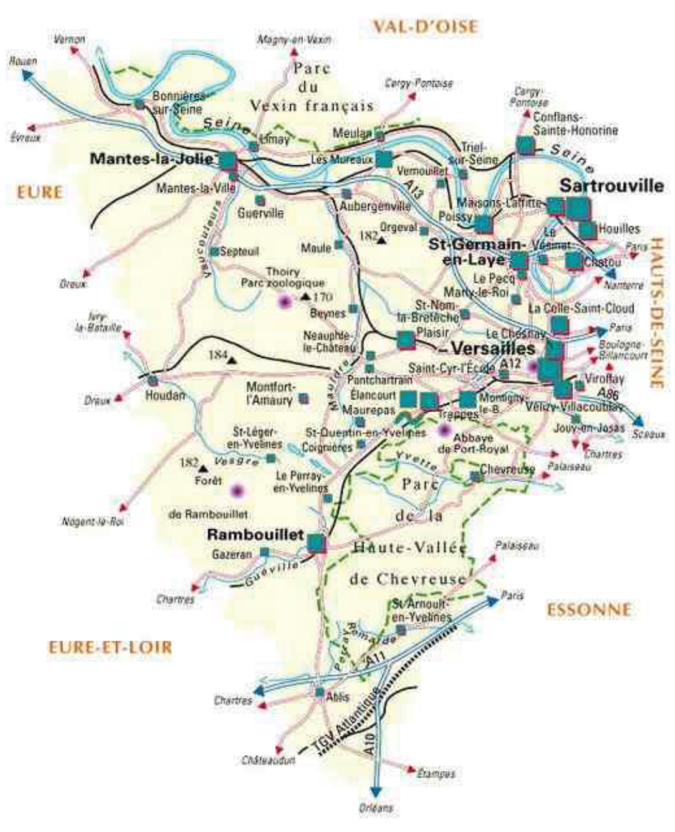 VAL-D'OISE
Vernon
Magny-en-Vexin
Rouen
Parc
du
Vexin français
Cergy-Pontoise
Cergy-
Pontoise
Bonnières-
sur-Seine
Conflans-
Sainte-Honorine
Évreux
Seine
Limay
Meulan
Triel-
sur-Seine
Seine
Mantes-la-Jolie
Les Mureaux
Vernouillet
Sartrouville
EURE
Mantes-la-Ville
A13
Aubergenville
Maisons-Laffitte
Poissy
Guerville
Vaucouleurs
182
Orgeval
Houilles
Le
Vésinet
Paris
St-Germain-
en-Laye
Septeuil
Maule
Chatou
Nanterre
HAUTS-DE-SEINE
Dreux
Thoiry
Parc zoologique
170
Le Pecq
Marly-le-Roi
Ivry-
la-Bataille
Beynes
St-Nom-
la-Bretèche
La Celle-Saint-Cloud
Neauphle-
le-Château
Plaisir
Le Chesnay
Paris
Versailles
Boulogne-
Billancourt
184
Mauldre
Pontchartrain
Saint-Cyr-l'École
A12
Houdan
Montfort-
l'Amaury
Élancourt
Maurepas
Trappes
Montigny-
le-B.
Viroflay
A86
Vélizy-Villacoublay
Dreux
St-Léger-
en-Yvelines
St-Quentin-en-Yvelines
Coignières
Jouy-en-Josas
Sceaux
Abbaye
de Port-Royal
Chartres
182
Vesgre
Yvette
Chevreuse
Palaiseau
Forêt
de Rambouillet
Le Perray-
en-Yvelines
Parc
de la
Haute-Vallée
de Chevreuse
Nogent-le-Roi
Rambouillet
Gazeran
Guéville
Palaiseau
Chartres
St-Arnoult-
en-Yvelines
Paris
ESSONNE
Remarde
EURE-ET-LOIR
A11
Chartres
Ablis
TGV Atlantique
A10
Châteaudun
Étampes
Orléans